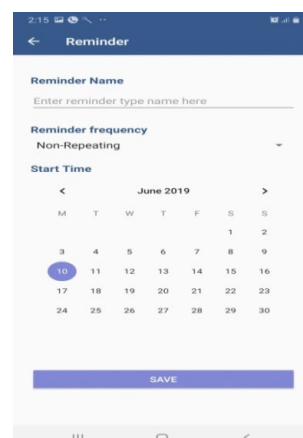 2:15
Reminder
Reminder Name
Enter reminder type name here
Reminder frequency
Non-Repeating
Start Time
< June 2019 >
M T W T F S S
1 2
3 4 5 6 7 8 9
10 11 12 13 14 15 16
17 18 19 20 21 22 23
24 25 26 27 28 29 30
SAVE